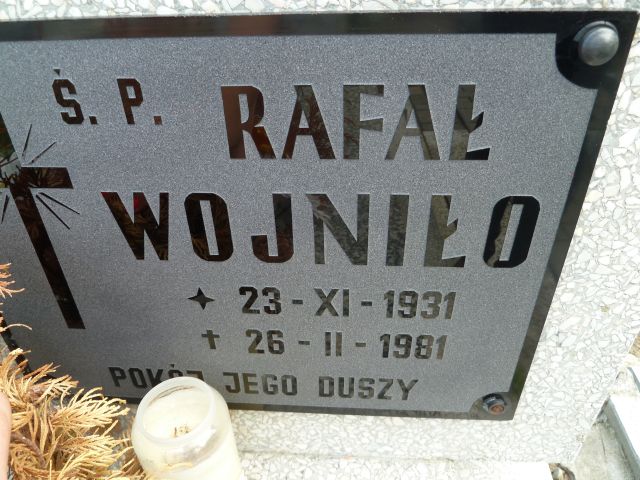 Ś. P. RAFAŁ
WOJNIŁO
✦ 23-XI-1931
✝ 26-II-1981
POKÓJ JEGO DUSZY